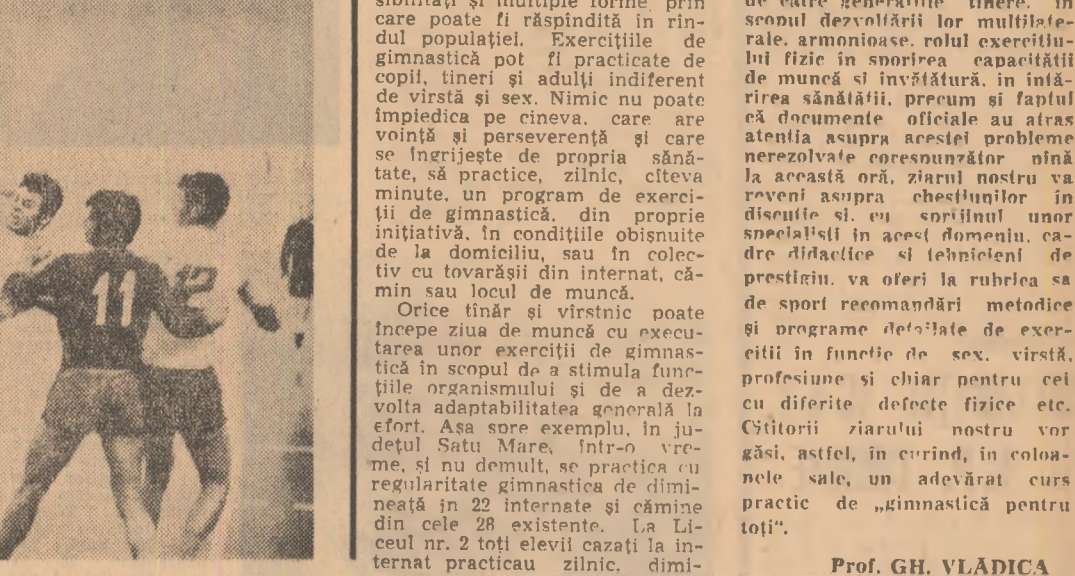 11
2
sibilități și multiple forme prin
care poate fi răspîndită în rîn-
dul populației. Exercițiile de
gimnastică pot fi practicate de
copii, tineri și adulți indiferent
de vîrstă și sex. Nimic nu poate
împiedica pe cineva, care are
voință și perseverență și care
se îngrijește de propria sănă-
tate, să practice, zilnic, cîteva
minute, un program de exerci-
ții de gimnastică, din proprie
inițiativă, în condițiile obișnuite
de la domiciliu, sau în colec-
tiv cu tovarășii din internat, că-
min sau locul de muncă.
Orice tînăr și vîrstnic poate
începe ziua de muncă cu execu-
tarea unor exerciții de gimnas-
tică în scopul de a stimula func-
țiile organismului și de a dez-
volta adaptabilitatea generală la
efort. Așa spre exemplu, în ju-
dețul Satu Mare, într-o vre-
me, și nu demult, se practica cu
regularitate gimnastica de dimi-
neață în 22 internate și cămine
din cele 28 existente. La Li-
ceul nr. 2 toți elevii cazați la in-
ternat practicau zilnic, dimi-
de către generațiile tinere, în
scopul dezvoltării lor multilate-
rale, armonioase, rolul exercițiu-
lui fizic în sporirea capacității
de muncă și învățătură, în întă-
rirea sănătății, precum și faptul
că documente oficiale au atras
atenția asupra acestei probleme
nerezolvate corespunzător pînă
la această oră, ziarul nostru va
reveni asupra chestiunilor în
discuție și, cu sprijinul unor
specialiști în acest domeniu, ca-
dre didactice și tehnicieni de
prestigiu, va oferi la rubrica sa
de sport recomandări metodice
și programe detailate de exer-
ciții în funcție de sex, vîrstă,
profesiune și chiar pentru cei
cu diferite defecte fizice etc.
Cititorii ziarului nostru vor
găsi, astfel, în curînd, în coloa-
nele sale, un adevărat curs
practic de „gimnastică pentru
toți“.
Prof. GH. VLĂDICA